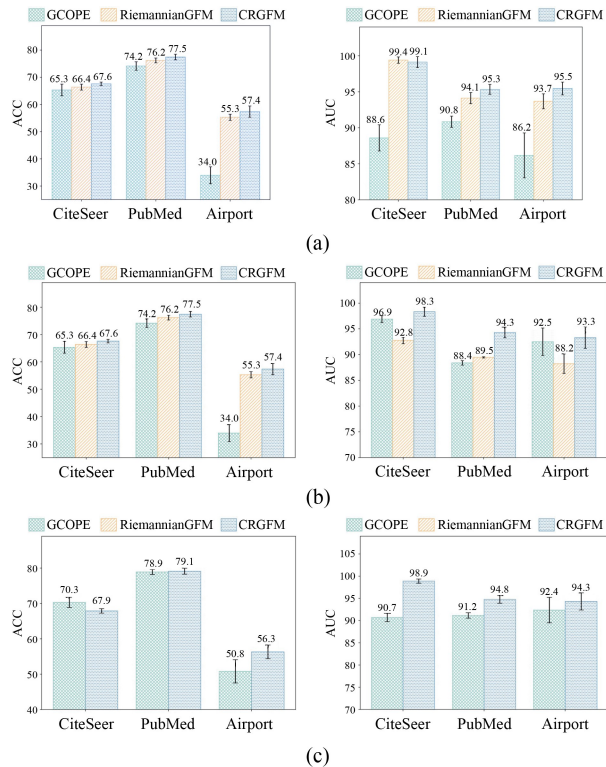 GCOPE RiemannianGFM CRGFM
ACC
80
70
60
50
40
30
65.3 66.4 67.6
74.2 76.2 77.5
34.0 55.3 57.4
CiteSeer PubMed Airport
GCOPE RiemannianGFM CRGFM
AUC
100
95
90
85
80
88.6 99.4 99.1
90.8 94.1 95.3
86.2 93.7 95.5
CiteSeer PubMed Airport
(a)
GCOPE RiemannianGFM CRGFM
ACC
80
70
60
50
40
30
65.3 66.4 67.6
74.2 76.2 77.5
34.0 55.3 57.4
CiteSeer PubMed Airport
GCOPE RiemannianGFM CRGFM
AUC
100
95
90
85
80
75
70
96.9 92.8 98.3
88.4 89.5 94.3
92.5 88.2 93.3
CiteSeer PubMed Airport
(b)
GCOPE RiemannianGFM CRGFM
ACC
80
70
60
50
40
70.3 67.9
78.9 79.1
50.8 56.3
CiteSeer PubMed Airport
GCOPE RiemannianGFM CRGFM
AUC
105
100
95
90
85
80
75
70
90.7 98.9
91.2 94.8
92.4 94.3
CiteSeer PubMed Airport
(c)